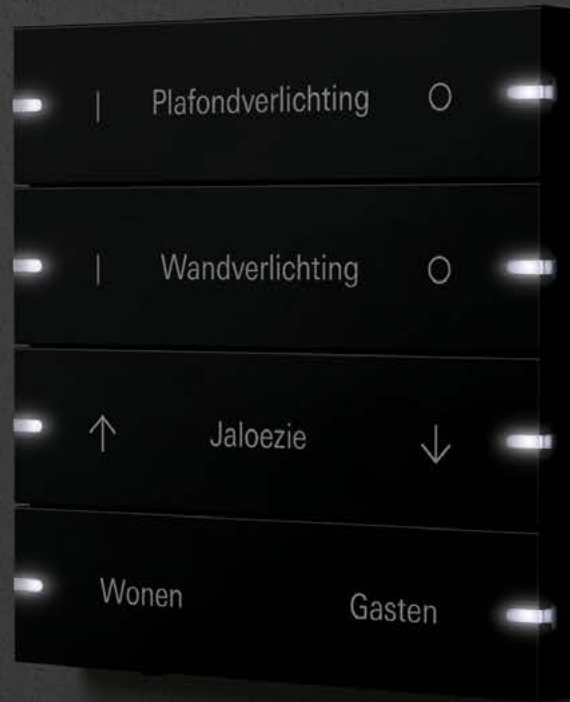 | Plafondverlichting O
| Wandverlichting O
↑ Jaloezie ↓
Wonen Gasten